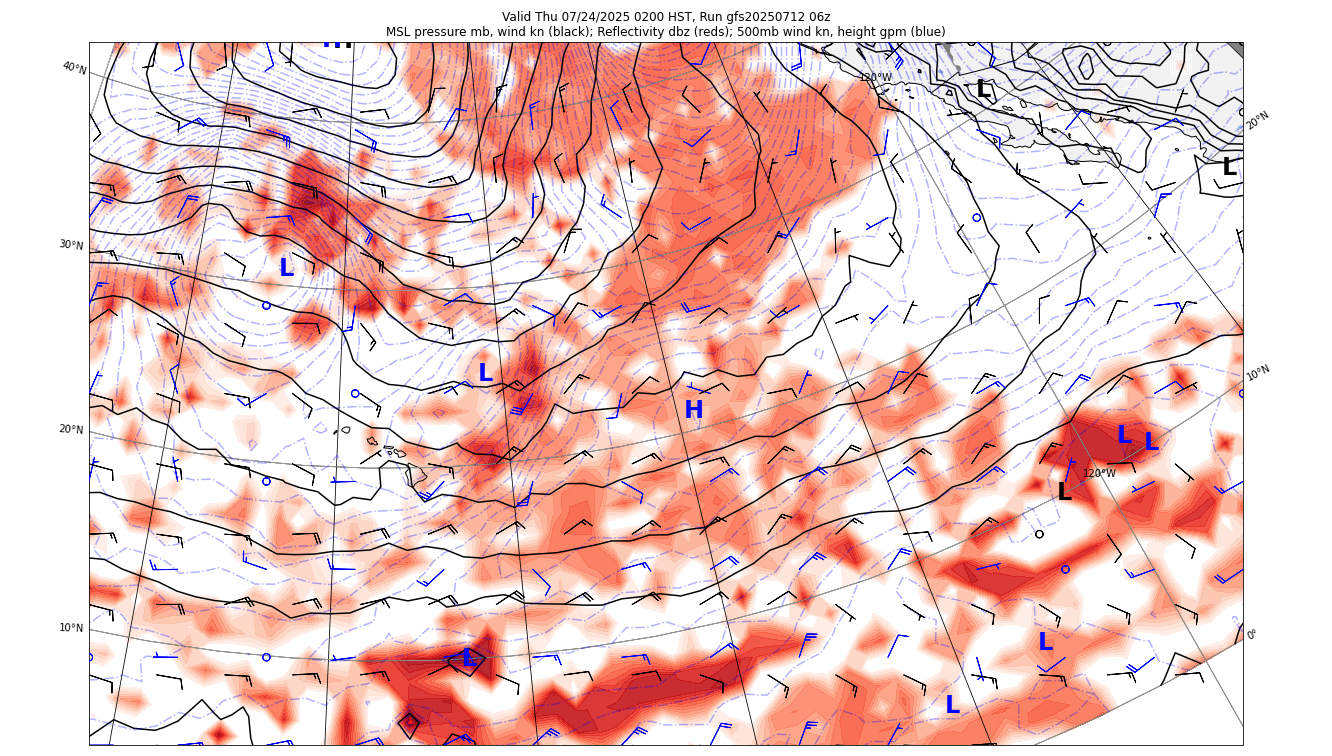 Valid Thu 07/24/2025 0200 HST, Run gfs20250712 06z
MSL pressure mb, wind kn (black); Reflectivity dbz (reds); 500mb wind kn, height gpm (blue)
40°N
120°W
L
20°N
L
30°N
L
L
10°N
H
20°N
L
L
120°W
L
10°N
0°
L
L
L